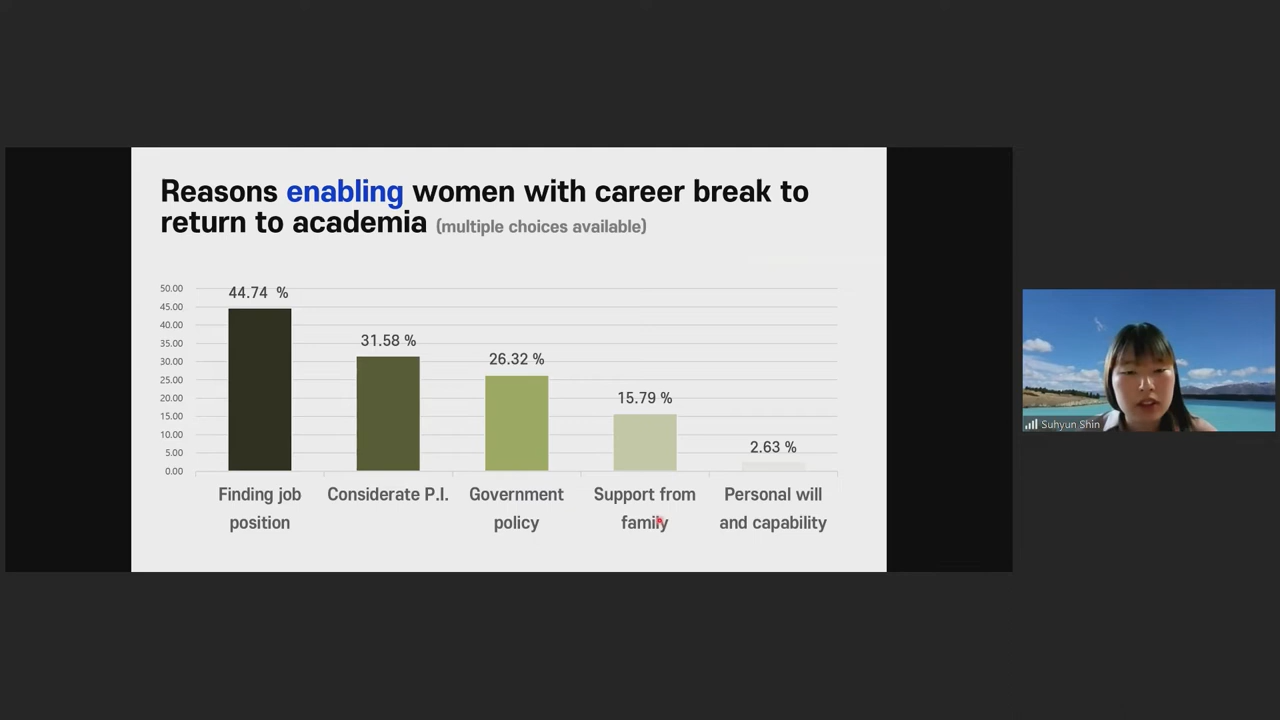 Reasons enabling women with career break to
return to academia (multiple choices available)
50.00
45.00
40.00
35.00
30.00
25.00
20.00
15.00
10.00
5.00
0.00
44.74 %
31.58 %
26.32 %
15.79 %
2.63 %
Finding job
position
Considerate P.I.
Government
policy
Support from
family
Personal will
and capability
Suhyun Shin